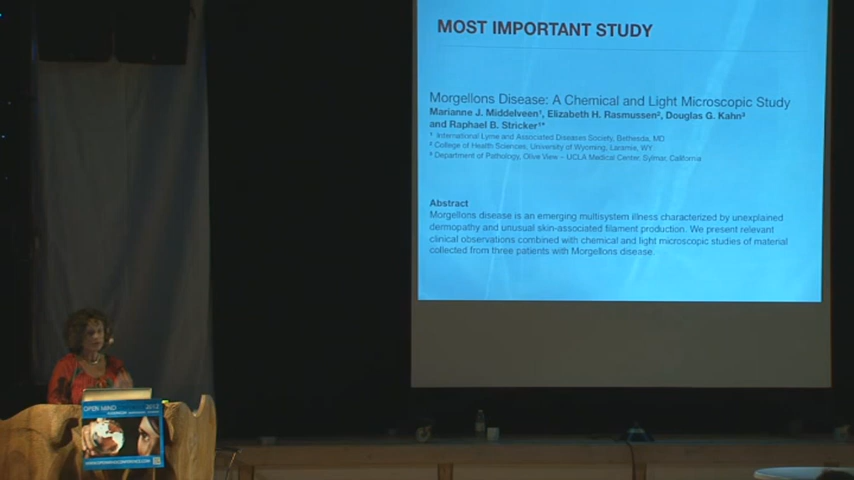 MOST IMPORTANT STUDY
Morgellons Disease: A Chemical and Light Microscopic Study
Marianne J. Middelveen¹, Elizabeth H. Rasmussen², Douglas G. Kahn³
and Raphael B. Stricker¹*
¹ International Lyme and Associated Diseases Society, Bethesda, MD
² College of Health Sciences, University of Wyoming, Laramie, WY
³ Department of Pathology, Olive View – UCLA Medical Center, Sylmar, California
Abstract
Morgellons disease is an emerging multisystem illness characterized by unexplained
dermopathy and unusual skin-associated filament production. We present relevant
clinical observations combined with chemical and light microscopic studies of material
collected from three patients with Morgellons disease.
OPEN MIND 2012